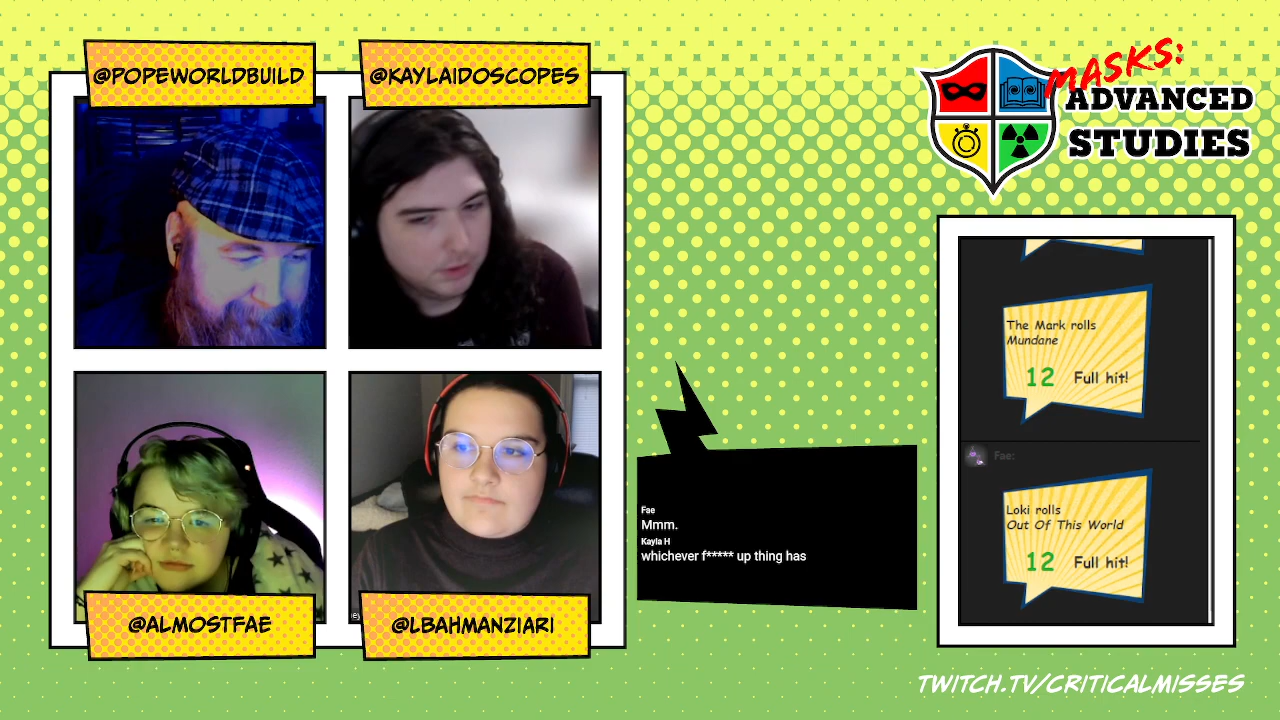 @POPEWORLDBUILD
@KAYLAIDOSCOPES
@ALMOSTFAE
@LBAHMANZIARI
Fae
Mmm.
Kayla H
whichever f***** up thing has
MASKS:
ADVANCED
STUDIES
The Mark rolls
Mundane
12 Full hit!
Fae:
Loki rolls
Out Of This World
12 Full hit!
TWITCH.TV/CRITICALMISSES